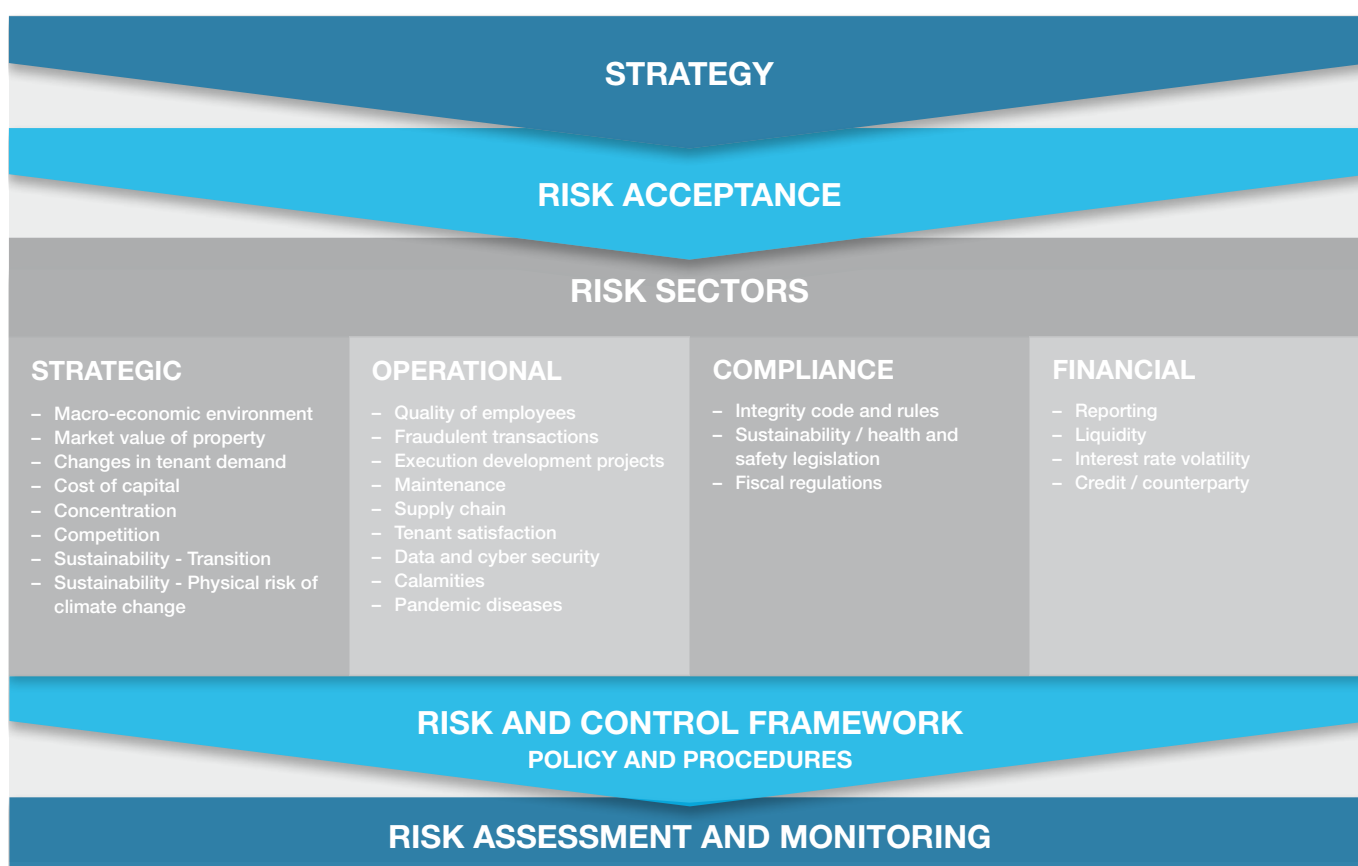 STRATEGY
RISK ACCEPTANCE
RISK SECTORS
STRATEGIC
– Macro-economic environment
– Market value of property
– Changes in tenant demand
– Cost of capital
– Concentration
– Competition
– Sustainability - Transition
– Sustainability - Physical risk of
climate change
OPERATIONAL
– Quality of employees
– Fraudulent transactions
– Execution development projects
– Maintenance
– Supply chain
– Tenant satisfaction
– Data and cyber security
– Calamities
– Pandemic diseases
COMPLIANCE
– Integrity code and rules
– Sustainability / health and
safety legislation
– Fiscal regulations
FINANCIAL
– Reporting
– Liquidity
– Interest rate volatility
– Credit / counterparty
RISK AND CONTROL FRAMEWORK
POLICY AND PROCEDURES
RISK ASSESSMENT AND MONITORING